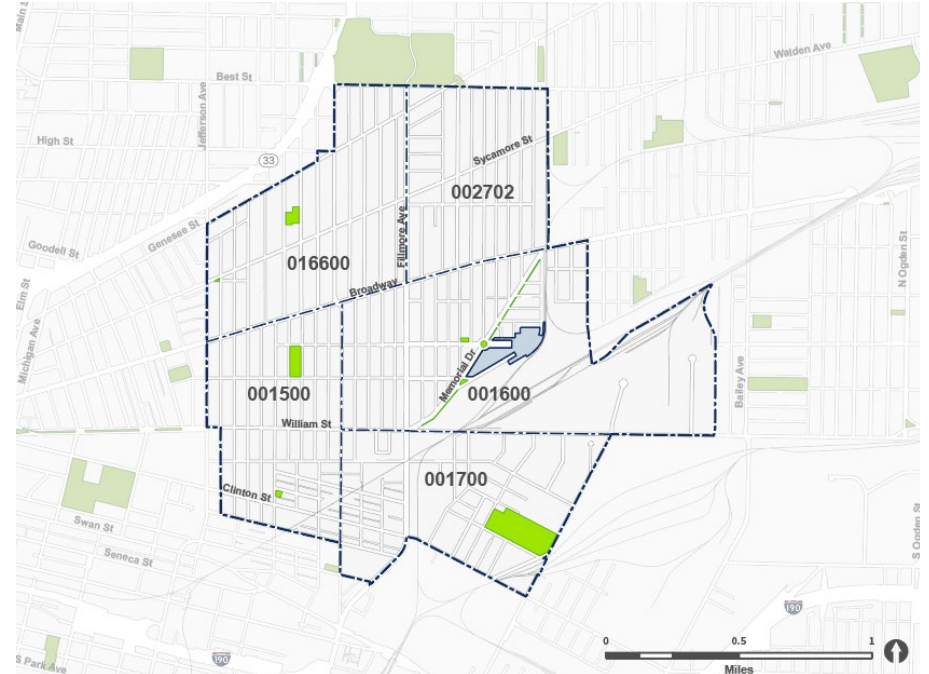 Main S
Walden Ave
Best St
Jefferson Ave
High St
33
Sycamore St
002702
Genesee St
Fillmore Ave
Goodell St
N Ogden St
016600
Elm St
Broadway
Michigan Ave
Memorial Dr
001500
001600
Bailey Ave
William St
001700
Clinton St
Swan St
Seneca St
S Ogden St
190
190
S Park Ave
0 0.5 1
Miles